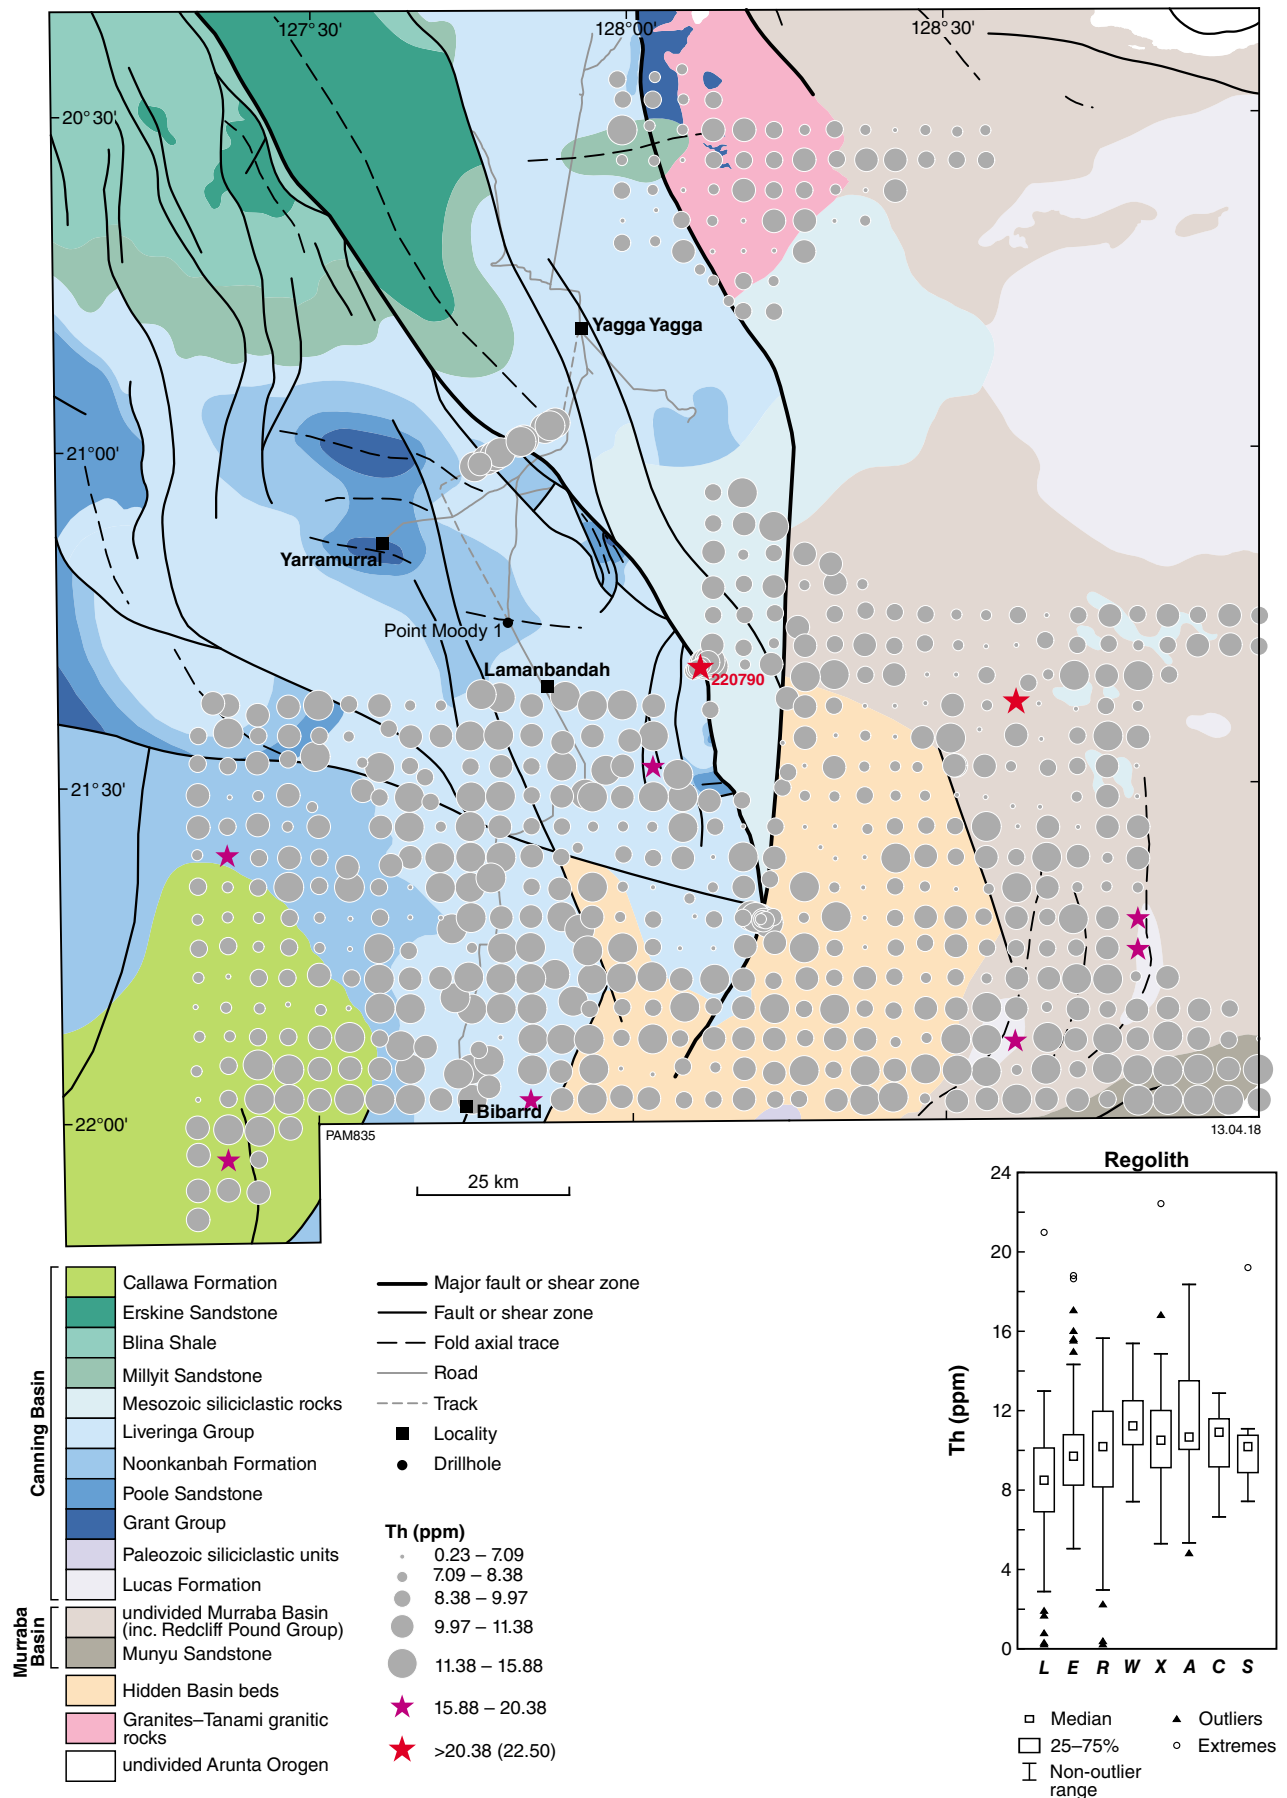 127°30'
128°00'
128°30'
20°30'
Yagga Yagga
21°00'
Yarramurral
Point Moody 1
Lamanbandah
220790
21°30'
Bibarrd
22°00'
PAM835
13.04.18
25 km
Canning Basin
Callawa Formation
Erskine Sandstone
Blina Shale
Millyit Sandstone
Mesozoic siliciclastic rocks
Liveringa Group
Noonkanbah Formation
Poole Sandstone
Grant Group
Paleozoic siliciclastic units
Lucas Formation
Murraba
Basin
undivided Murraba Basin
(inc. Redcliff Pound Group)
Munyu Sandstone
Hidden Basin beds
Granites–Tanami granitic
rocks
undivided Arunta Orogen
Major fault or shear zone
Fault or shear zone
Fold axial trace
Road
Track
Locality
Drillhole
Th (ppm)
0.23 – 7.09
7.09 – 8.38
8.38 – 9.97
9.97 – 11.38
11.38 – 15.88
15.88 – 20.38
>20.38 (22.50)
Regolith
Th (ppm)
24
20
16
12
8
4
0
L E R W X A C S
Median
25–75%
Non-outlier
range
Outliers
Extremes